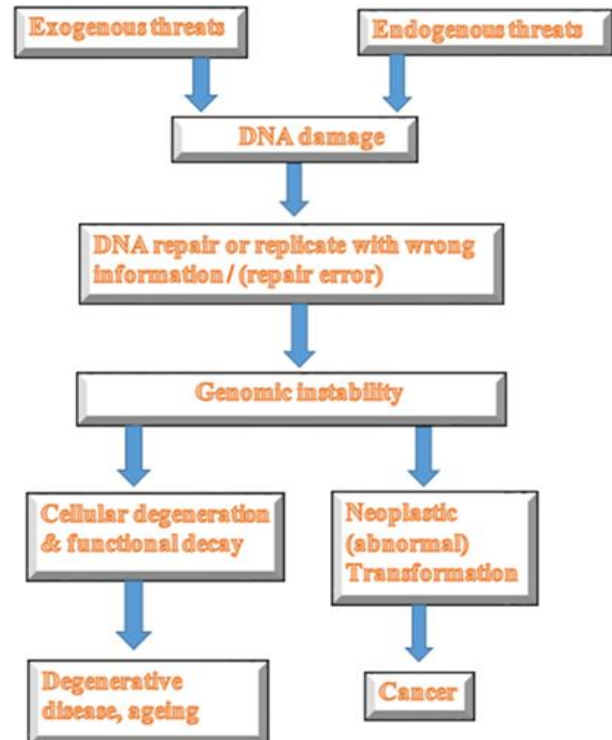 Exogenous threats
Endogenous threats
DNA damage
DNA repair or replicate with wrong
information / (repair error)
Genomic instability
Cellular degeneration
& functional decay
Neoplastic
(abnormal)
Transformation
Degenerative
disease, ageing
Cancer